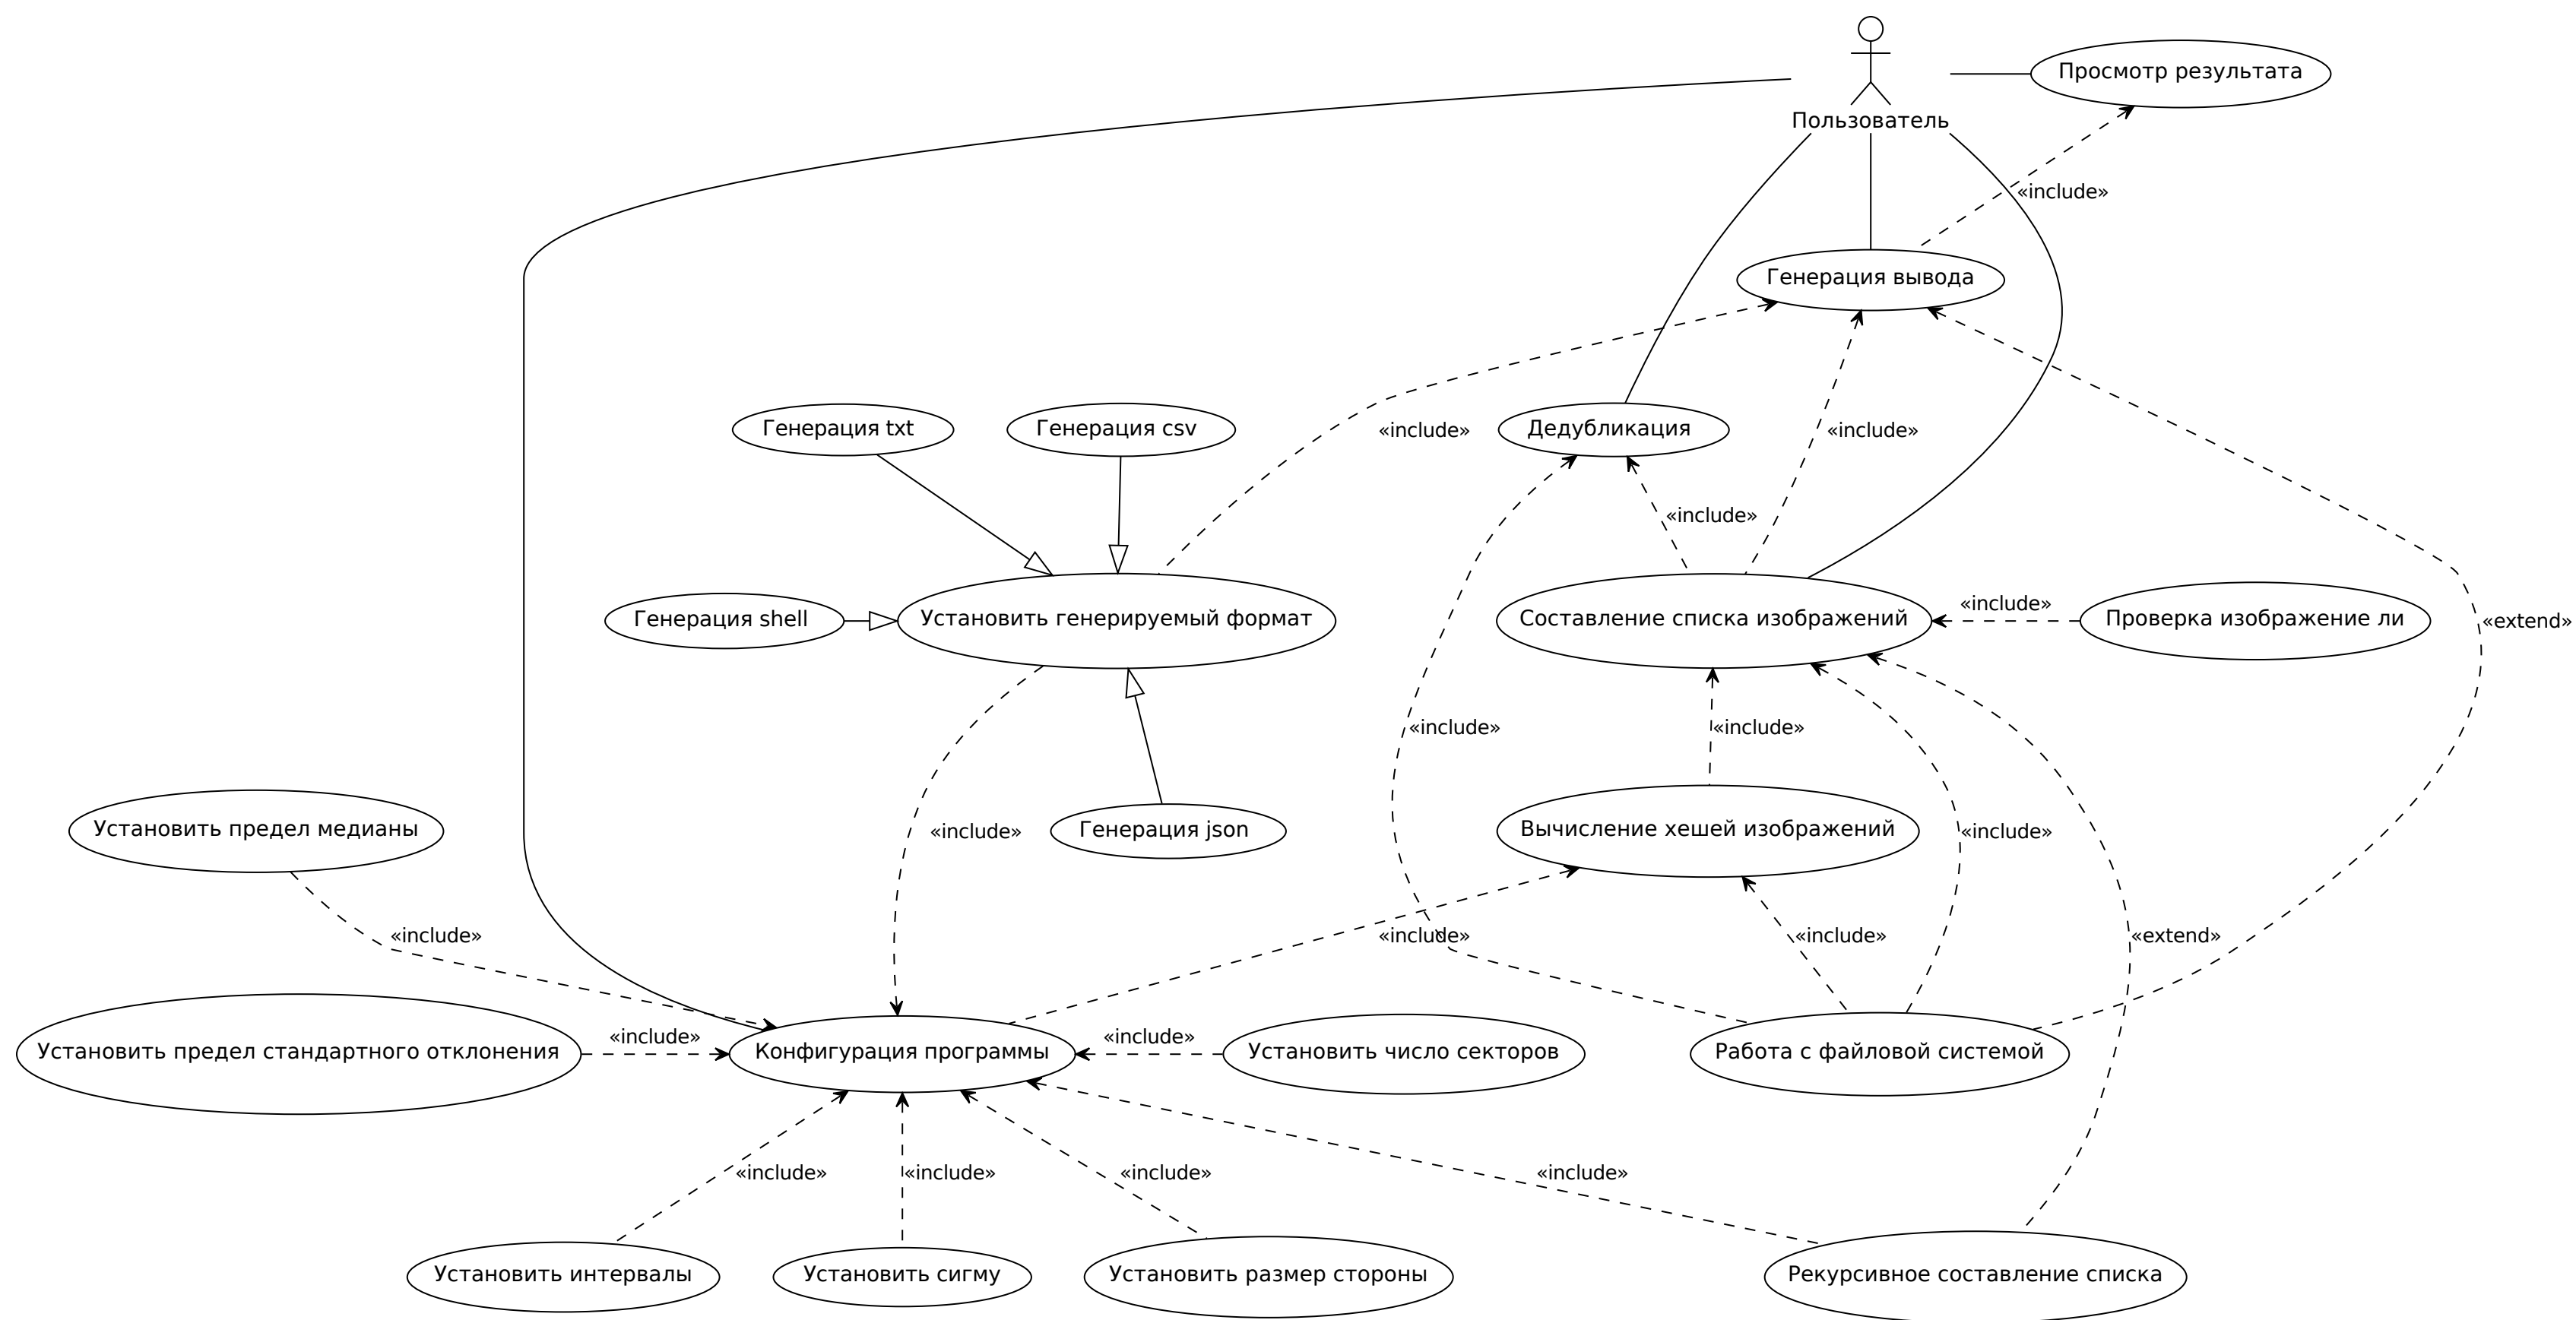 Пользователь
Просмотр результата
«include»
Генерация вывода
Генерация txt
Генерация csv
«include»
Дедубликация
«include»
«include»
Генерация shell
Установить генерируемый формат
Составление списка изображений
«include»
Проверка изображение ли
«extend»
«include»
«include»
Установить предел медианы
«include»
Генерация json
Вычисление хешей изображений
«include»
«include»
«include»
«include»
«extend»
Установить предел стандартного отклонения
«include»
Конфигурация программы
«include»
Установить число секторов
Работа с файловой системой
«include»
«include»
«include»
«include»
Установить интервалы
Установить сигму
Установить размер стороны
Рекурсивное составление списка